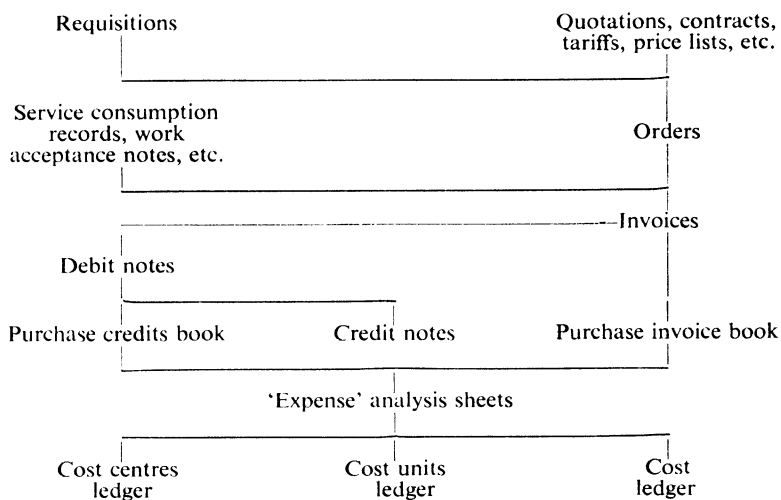 Requisitions
Quotations, contracts,
tariffs, price lists, etc.
Service consumption
records, work
acceptance notes, etc.
Orders
Invoices
Debit notes
Purchase credits book
Credit notes
Purchase invoice book
‘Expense’ analysis sheets
Cost centres
ledger
Cost units
ledger
Cost
ledger